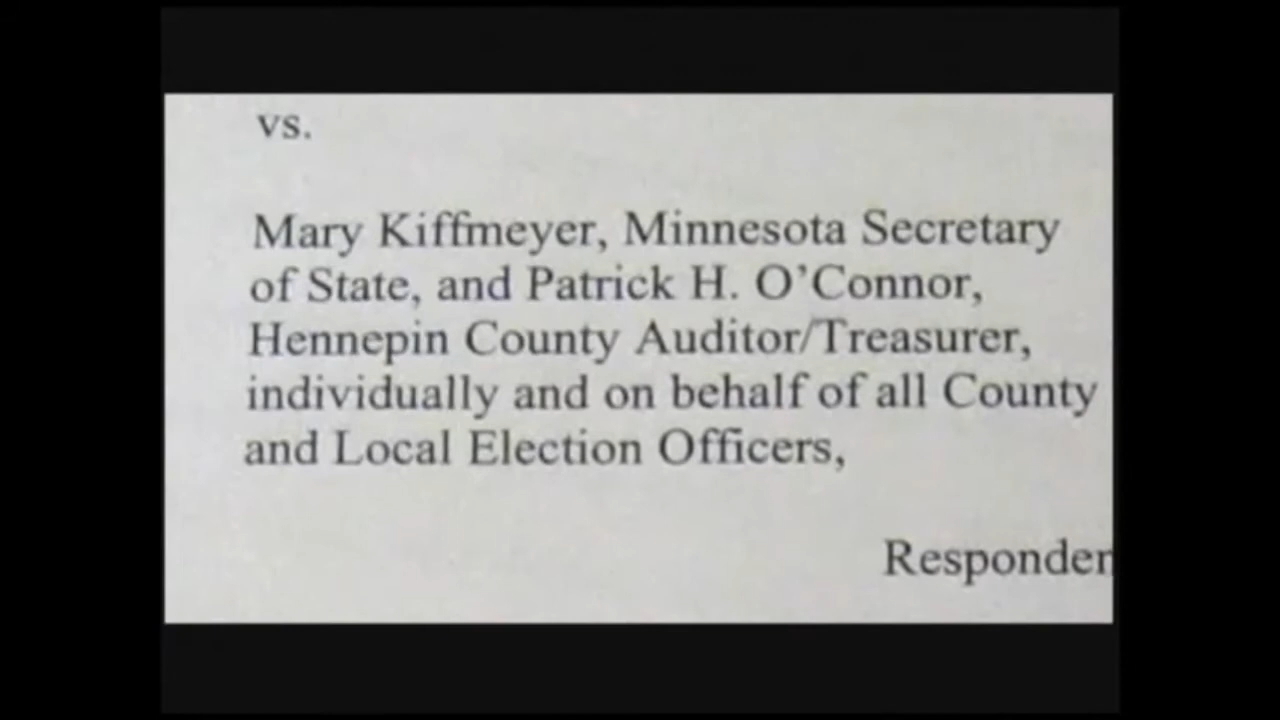 vs.
Mary Kiffmeyer, Minnesota Secretary
of State, and Patrick H. O'Connor,
Hennepin County Auditor/Treasurer,
individually and on behalf of all County
and Local Election Officers,